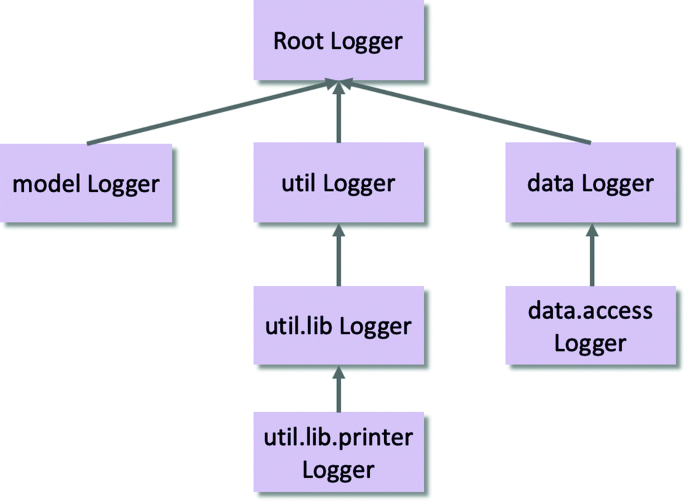 Root Logger
model Logger
util Logger
data Logger
util.lib Logger
data.access
Logger
util.lib.printer
Logger